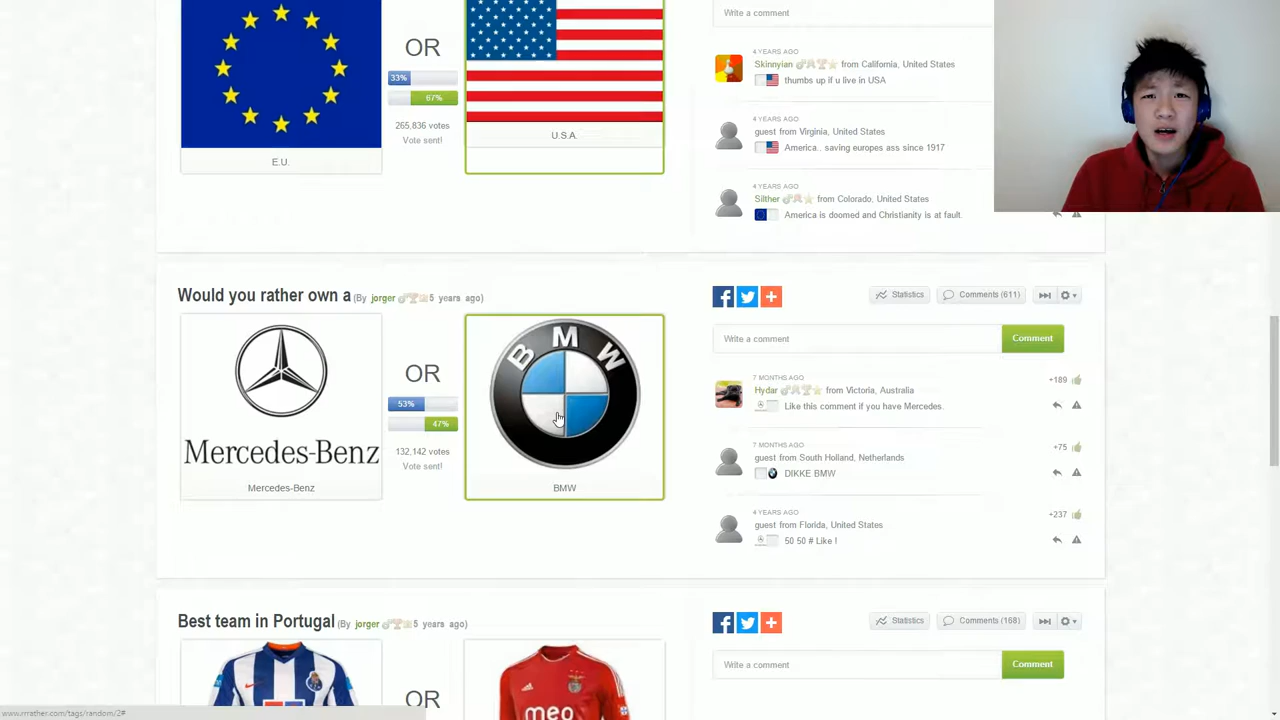 OR
33%
67%
265,836 votes
Vote sent!
E.U.
U.S.A.
Write a comment
4 YEARS AGO
Skinnyian from California, United States
thumbs up if u live in USA
4 YEARS AGO
guest from Virginia, United States
America.. saving europes ass since 1917
4 YEARS AGO
Silther from Colorado, United States
America is doomed and Christianity is at fault.
Would you rather own a (By jorger 5 years ago)
Mercedes-Benz
Mercedes-Benz
OR
53%
47%
132,142 votes
Vote sent!
BMW
BMW
Statistics
Comments (611)
Write a comment
Comment
7 MONTHS AGO
+189
Hydar from Victoria, Australia
Like this comment if you have Mercedes.
7 MONTHS AGO
+75
guest from South Holland, Netherlands
DIKKE BMW
4 YEARS AGO
+237
guest from Florida, United States
50 50 # Like !
Best team in Portugal (By jorger 5 years ago)
OR
meo
Statistics
Comments (168)
Write a comment
Comment
www.rrrather.com/tags/random/2#